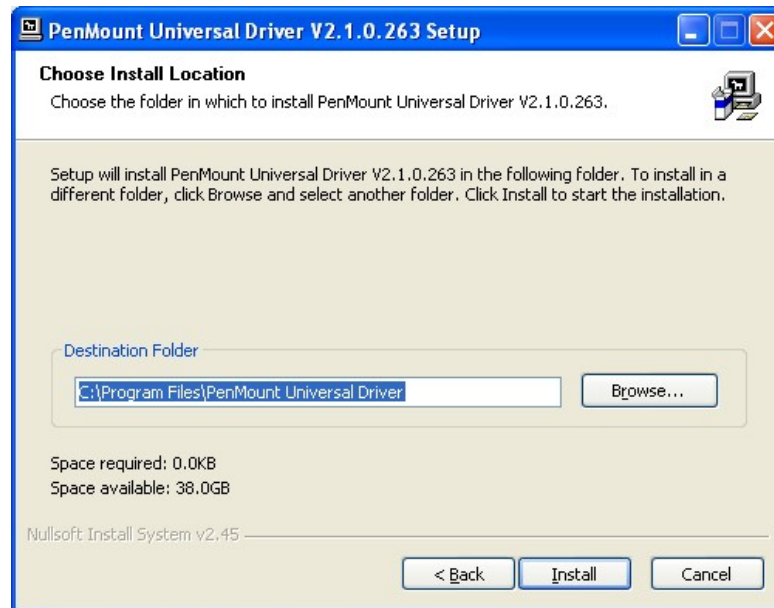 PenMount Universal Driver V2.1.0.263 Setup
Choose Install Location
Choose the folder in which to install PenMount Universal Driver V2.1.0.263.
Setup will install PenMount Universal Driver V2.1.0.263 in the following folder. To install in a
different folder, click Browse and select another folder. Click Install to start the installation.
Destination Folder
C:\Program Files\PenMount Universal Driver
Browse...
Space required: 0.0KB
Space available: 38.0GB
Nullsoft Install System v2.45
< Back
Install
Cancel